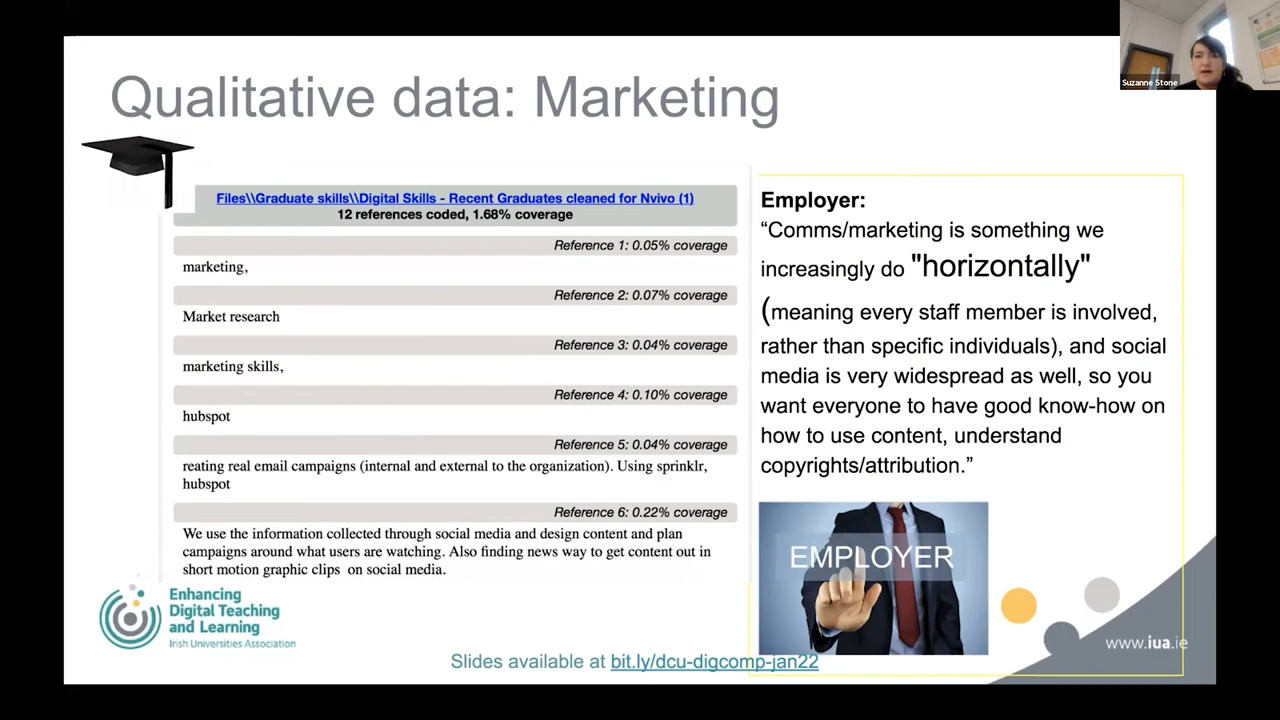 Suzanne Stone
Qualitative data: Marketing
Files\\Graduate skills\\Digital Skills - Recent Graduates cleaned for Nvivo (1)
12 references coded, 1.68% coverage
Reference 1: 0.05% coverage
marketing,
Reference 2: 0.07% coverage
Market research
Reference 3: 0.04% coverage
marketing skills,
Reference 4: 0.10% coverage
hubspot
Reference 5: 0.04% coverage
reating real email campaigns (internal and external to the organization). Using sprinklr,
hubspot
Reference 6: 0.22% coverage
We use the information collected through social media and design content and plan
campaigns around what users are watching. Also finding news way to get content out in
short motion graphic clips on social media.
Employer:
“Comms/marketing is something we
increasingly do "horizontally"
(meaning every staff member is involved,
rather than specific individuals), and social
media is very widespread as well, so you
want everyone to have good know-how on
how to use content, understand
copyrights/attribution.”
EMPLOYER
Enhancing
Digital Teaching
and Learning
Irish Universities Association
www.iua.ie
Slides available at bit.ly/dcu-digcomp-jan22